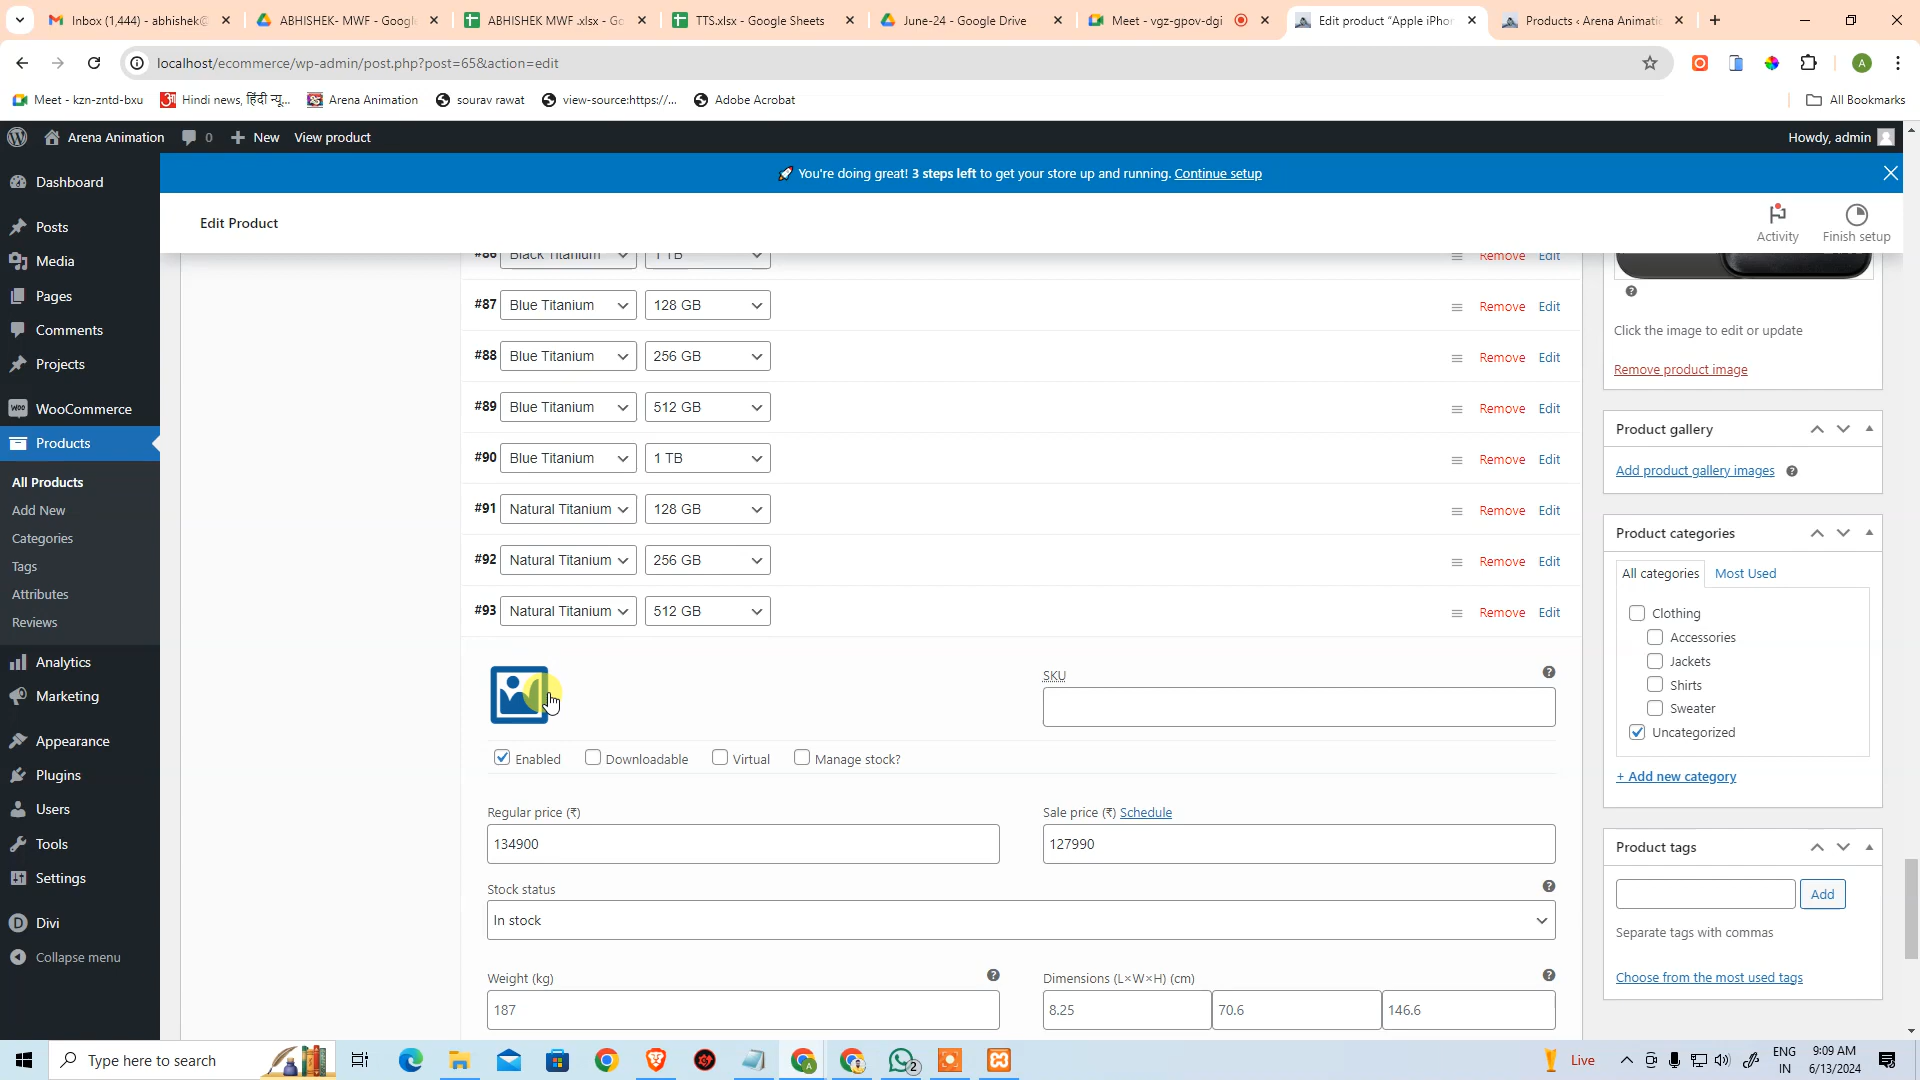 Inbox (1,444) - abhishek@
ABHISHEK- MWF - Google
ABHISHEK MWF .xlsx - Go
TTS.xlsx - Google Sheets
June-24 - Google Drive
Meet - vgz-gpov-dgi
Edit product "Apple iPho
Products ‹ Arena Animatio
localhost/ecommerce/wp-admin/post.php?post=65&action=edit
A
Meet - kzn-zntd-bxu
Hindi news, हिंदी न्यू...
Arena Animation
sourav rawat
view-source:https://...
Adobe Acrobat
All Bookmarks
Arena Animation
0
New
View product
Howdy, admin
You're doing great! 3 steps left to get your store up and running. Continue setup
Edit Product
Activity
Finish setup
Dashboard
Posts
Media
Pages
Comments
Projects
WooCommerce
Products
All Products
Add New
Categories
Tags
Attributes
Reviews
Analytics
Marketing
Appearance
Plugins
Users
Tools
Settings
Divi
Collapse menu
#86 Black Titanium 1 TB Remove Edit
#87 Blue Titanium 128 GB Remove Edit
#88 Blue Titanium 256 GB Remove Edit
#89 Blue Titanium 512 GB Remove Edit
#90 Blue Titanium 1 TB Remove Edit
#91 Natural Titanium 128 GB Remove Edit
#92 Natural Titanium 256 GB Remove Edit
#93 Natural Titanium 512 GB Remove Edit
SKU
Enabled Downloadable Virtual Manage stock?
Regular price (₹)
134900
Sale price (₹) Schedule
127990
Stock status
In stock
Weight (kg)
187
Dimensions (L×W×H) (cm)
8.25 70.6 146.6
Click the image to edit or update
Remove product image
Product gallery
Add product gallery images
Product categories
All categories Most Used
Clothing
Accessories
Jackets
Shirts
Sweater
Uncategorized
+ Add new category
Product tags
Add
Separate tags with commas
Choose from the most used tags
Type here to search
2
Live
ENG
IN
9:09 AM
6/13/2024